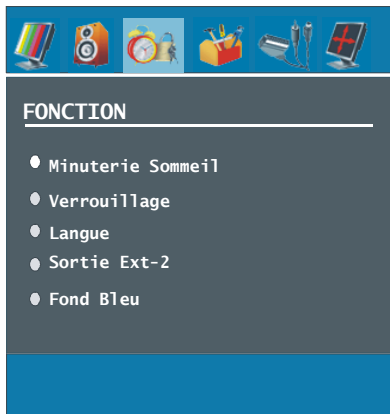 FONCTION
Minuterie Sommeil
Verrouillage
Langue
Sortie Ext-2
Fond Bleu